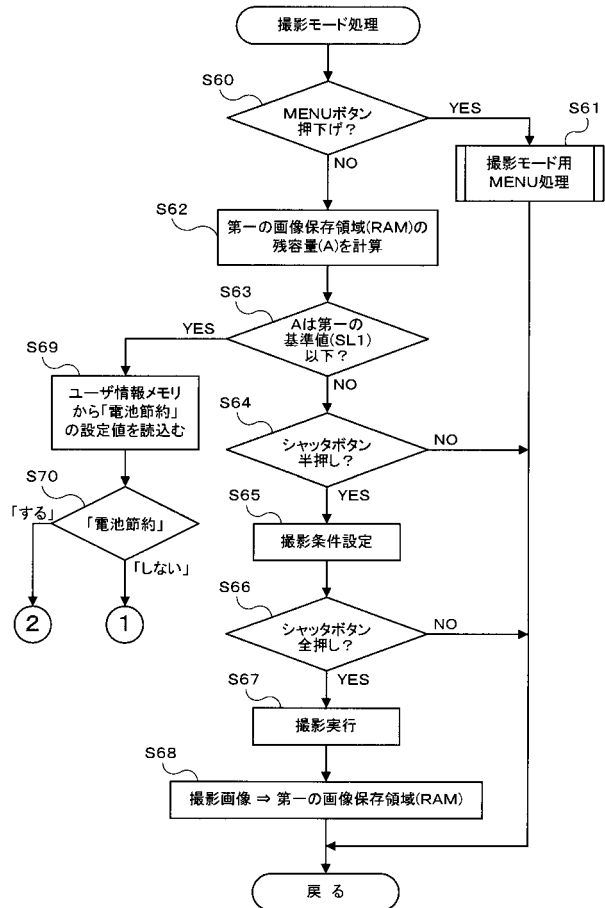 撮影モード処理
S60
MENUボタン
押下げ?
YES
S61
撮影モード用
MENU処理
NO
S62
第一の画像保存領域(RAM)の
残容量(A)を計算
S63
Aは第一の
基準値(SL1)
以下?
YES
S69
ユーザ情報メモリ
から「電池節約」
の設定値を読込む
NO
S64
シャッタボタン
半押し?
NO
S70
「電池節約」
「する」
「しない」
2
1
YES
S65
撮影条件設定
S66
シャッタボタン
全押し?
NO
YES
S67
撮影実行
S68
撮影画像 ⇒ 第一の画像保存領域(RAM)
戻 る